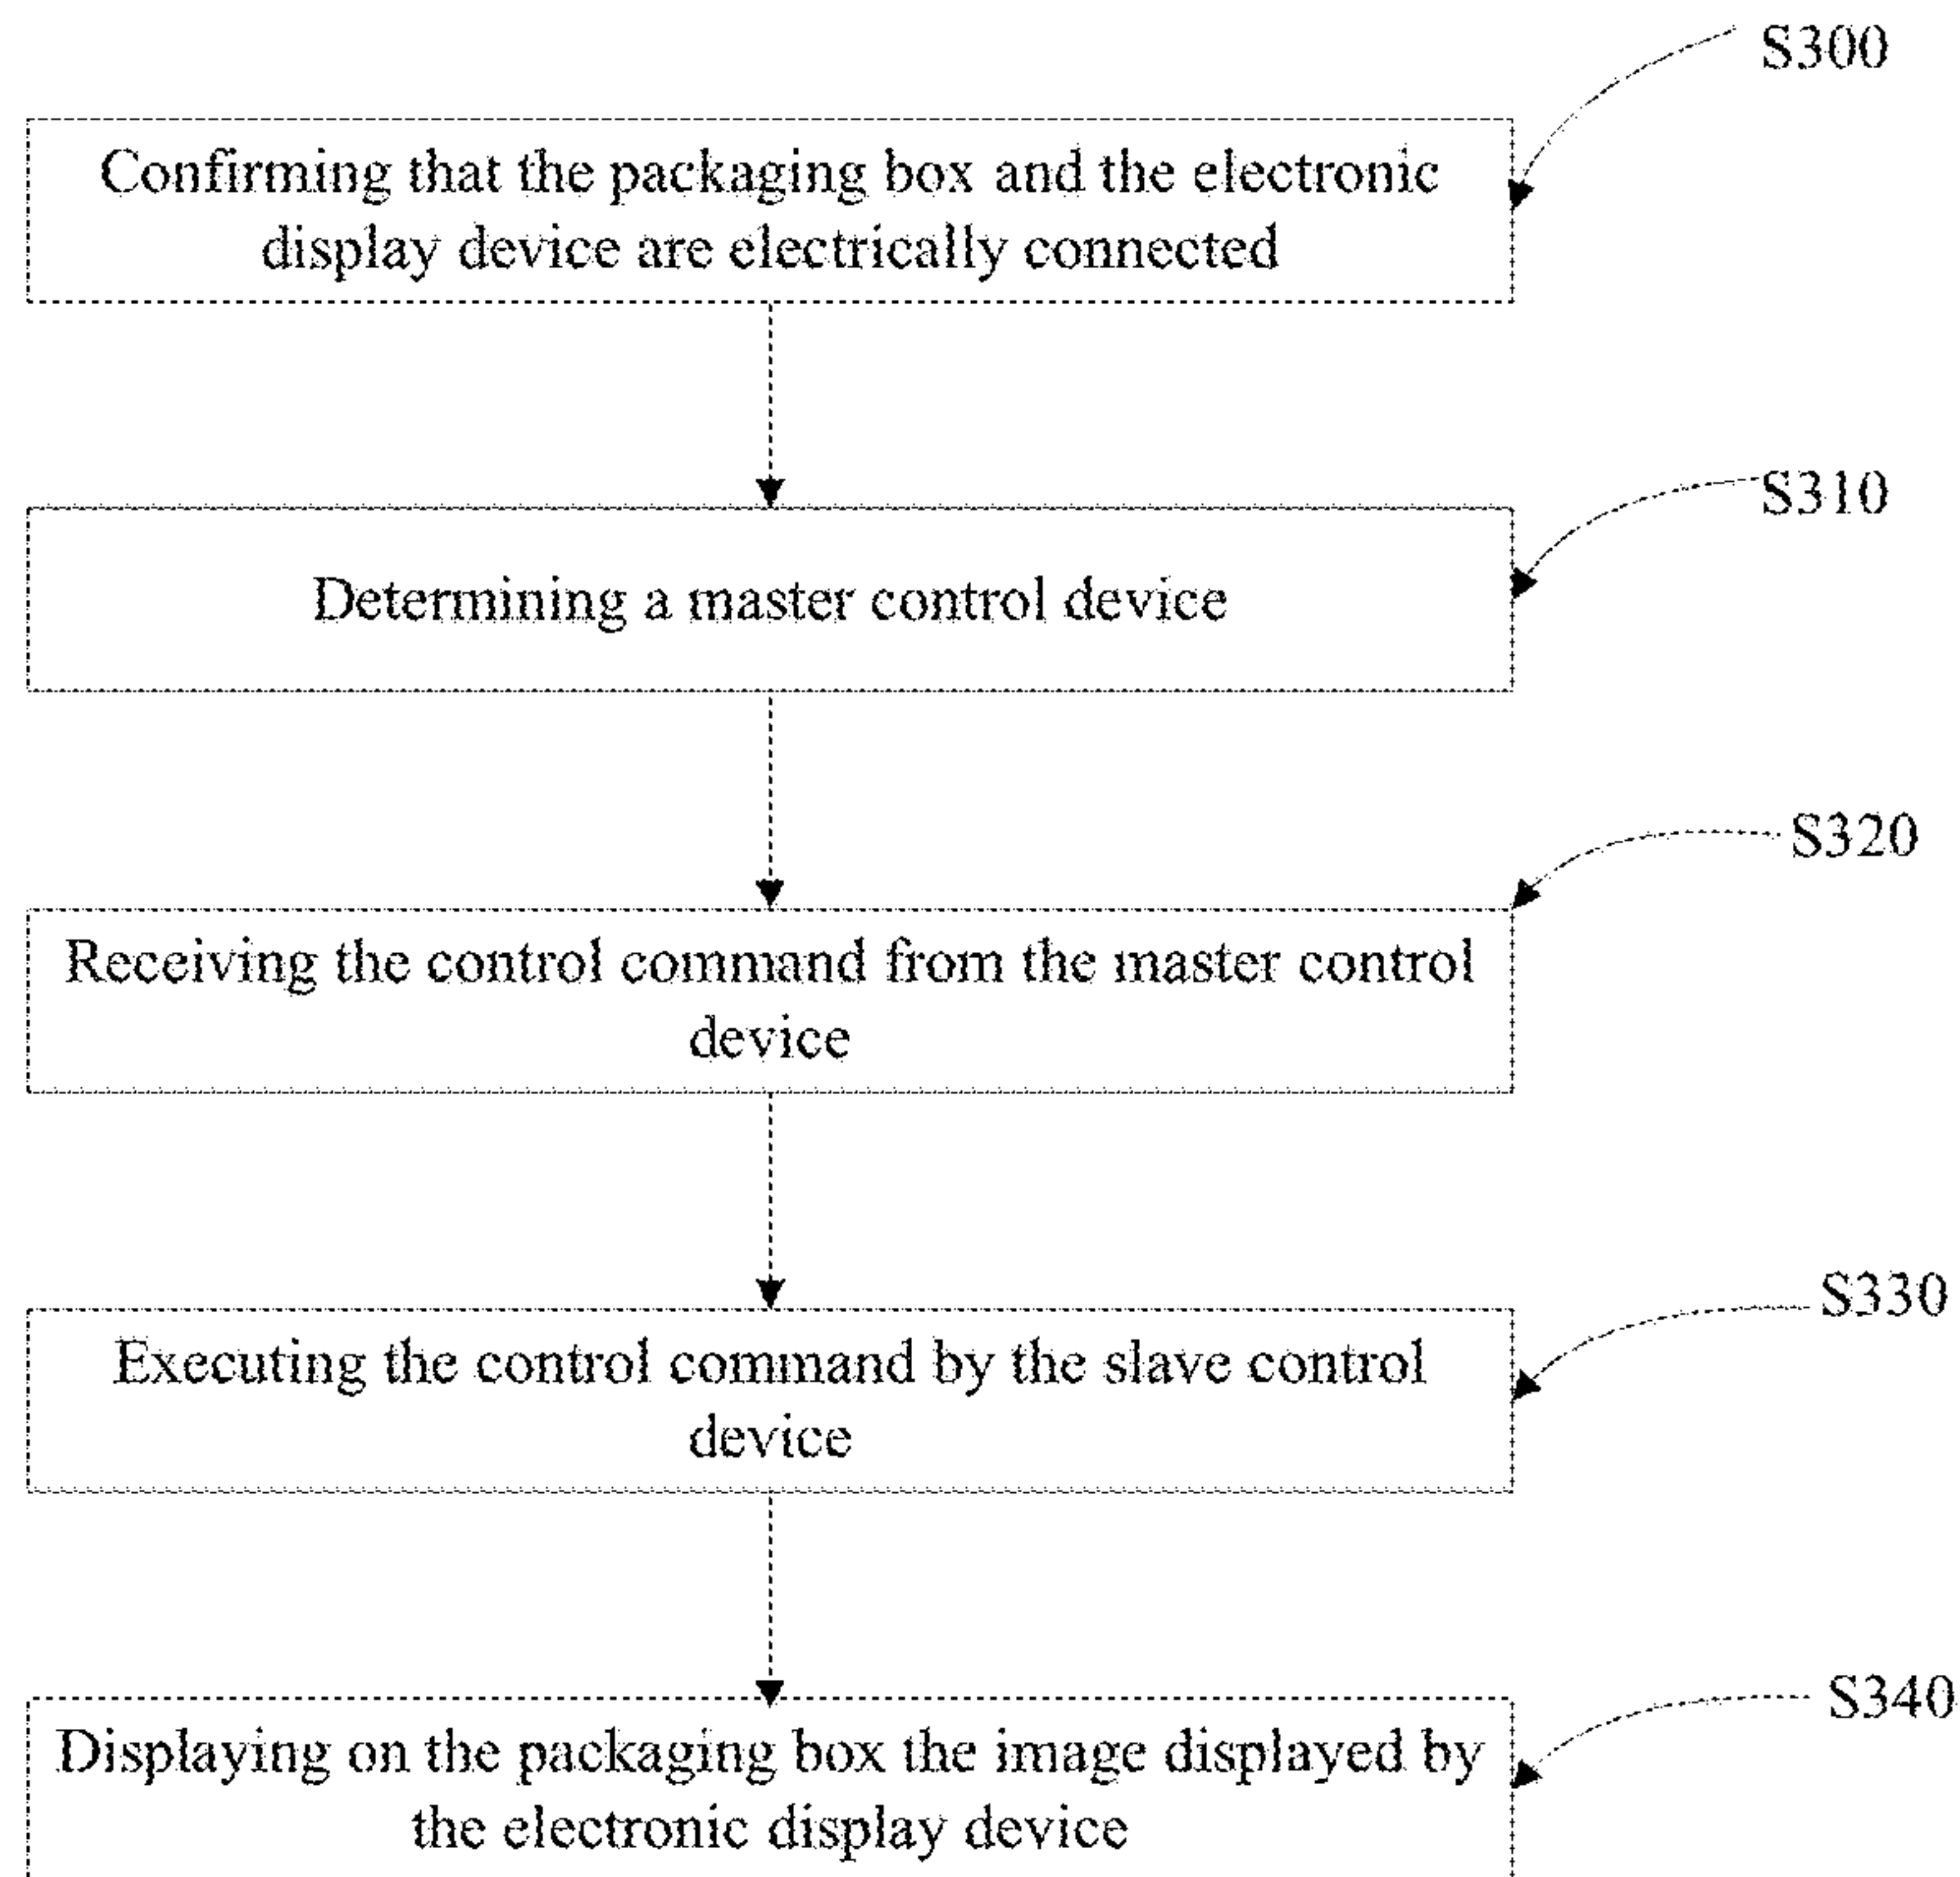 S300
Confirming that the packaging box and the electronic
display device are electrically connected
S310
Determining a master control device
S320
Receiving the control command from the master control
device
S330
Executing the control command by the slave control
device
S340
Displaying on the packaging box the image displayed by
the electronic display device